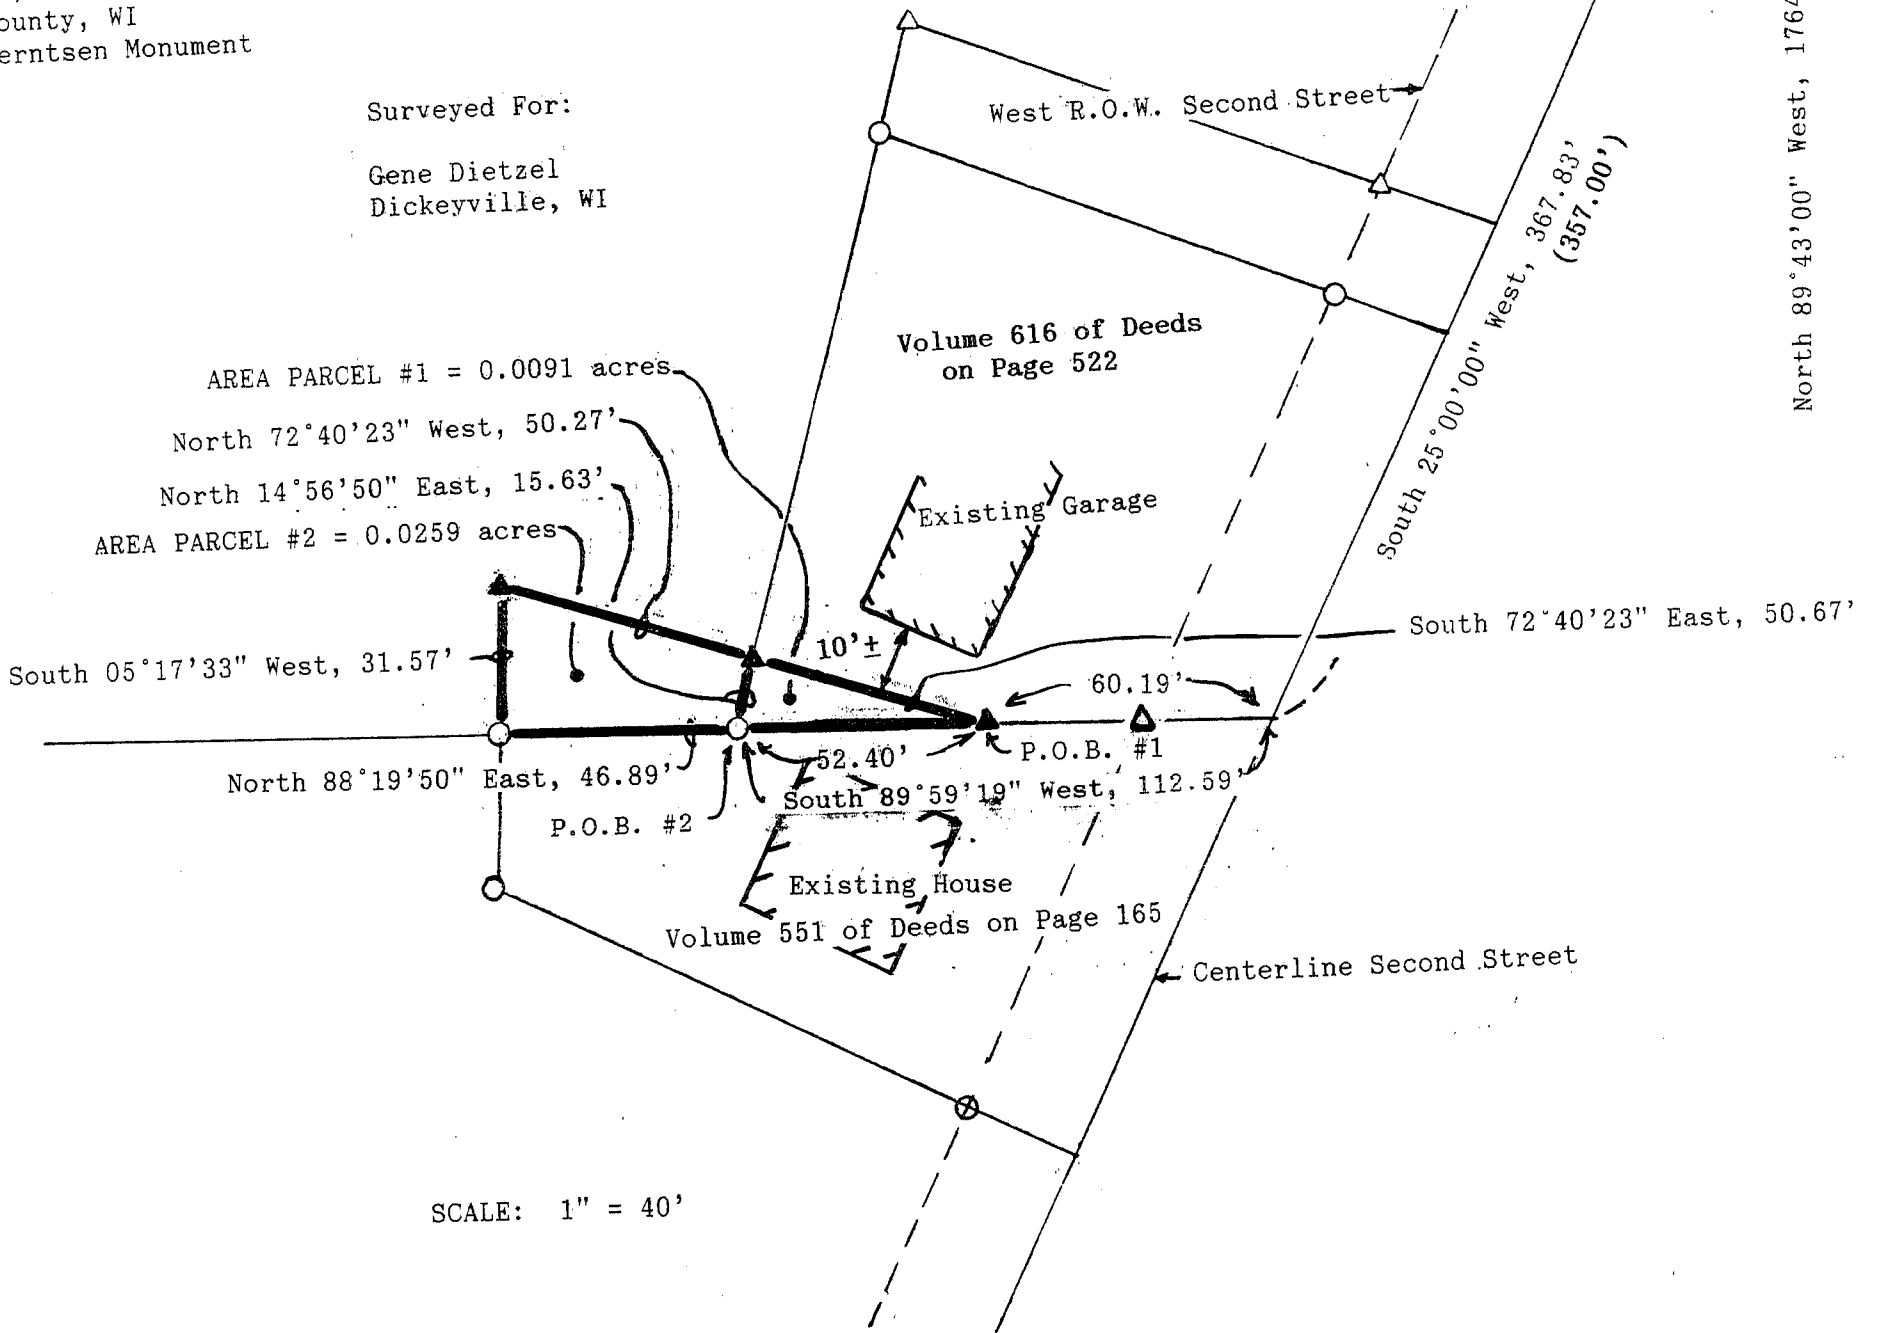 ounty, WI
erntsen Monument
Surveyed For:
Gene Dietzel
Dickeyville, WI
West R.O.W. Second Street
North 89°43'00" West, 1764
South 25°00'00" West, 367.83'
(357.00')
Volume 616 of Deeds
on Page 522
AREA PARCEL #1 = 0.0091 acres
North 72°40'23" West, 50.27'
North 14°56'50" East, 15.63'
AREA PARCEL #2 = 0.0259 acres
Existing Garage
South 72°40'23" East, 50.67'
10'±
South 05°17'33" West, 31.57'
60.19'
52.40'
P.O.B. #1
North 88°19'50" East, 46.89'
South 89°59'19" West, 112.59'
P.O.B. #2
Existing House
Volume 551 of Deeds on Page 165
Centerline Second Street
SCALE: 1" = 40'